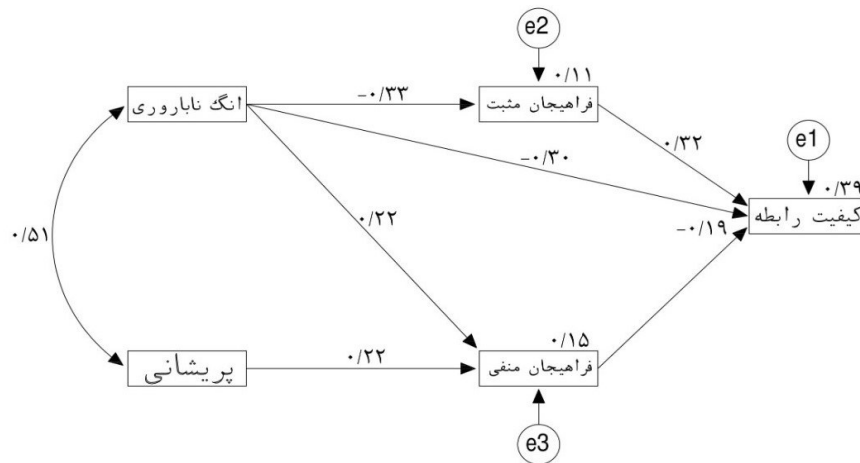 e2
۰/۱۱
انگ ناباروری
-۰/۳۳
فراهیجان مثبت
۰/۳۲
e1
-۰/۳۰
۰/۳۹
کیفیت رابطه
۰/۲۲
-۰/۱۹
۰/۵۱
۰/۱۵
پریشانی
۰/۲۲
فراهیجان منفی
e3